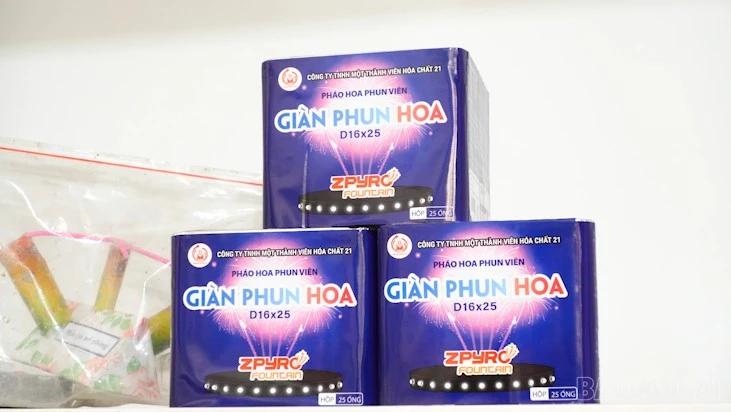 CÔNG TY TNHH MỘT THÀNH VIÊN HÓA CHẤT 21
PHÁO HOA PHUN VIÊN
GIÀN PHUN HOA
D16x25
ZPYRO
FOUNTAIN
HỘP 25 ỐNG
CÔNG TY TNHH MỘT THÀNH VIÊN HÓA CHẤT 21
PHÁO HOA PHUN VIÊN
GIÀN PHUN HOA
D16x25
ZPYRO
FOUNTAIN
HỘP 25 ỐNG
CÔNG TY TNHH MỘT THÀNH VIÊN HÓA CHẤT 21
PHÁO HOA PHUN VIÊN
GIÀN PHUN HOA
D16x25
ZPYRO
FOUNTAIN
HỘP 25 ỐNG